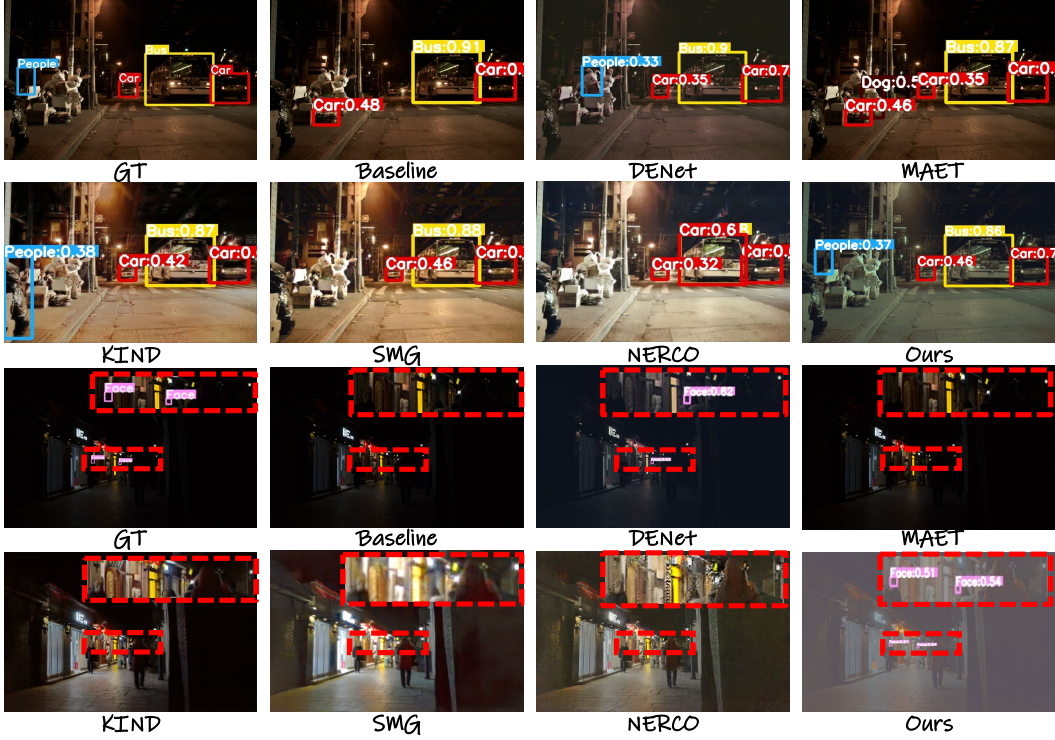 People
Bus
Car
Car
Bus:0.91
Car:0.
Car:0.48
People:0.33
Bus:0.9
Car:0.35
Car:0.7
Bus:0.87
Dog:0.5
Car:0.35
Car:0.
Car:0.46
GT
Baseline
DENet
MAET
People:0.38
Bus:0.87
Car:0.42
Car:0.
Bus:0.88
Car:0.46
Car:0.
Car:0.6
Car:0.32
Car:0.
People:0.37
Bus:0.86
Car:0.46
Car:0.7
KIND
SMG
NERCO
Ours
Face
Face
Face:0.62
GT
Baseline
DENet
MAET
Face:0.51
Face:0.54
KIND
SMG
NERCO
Ours